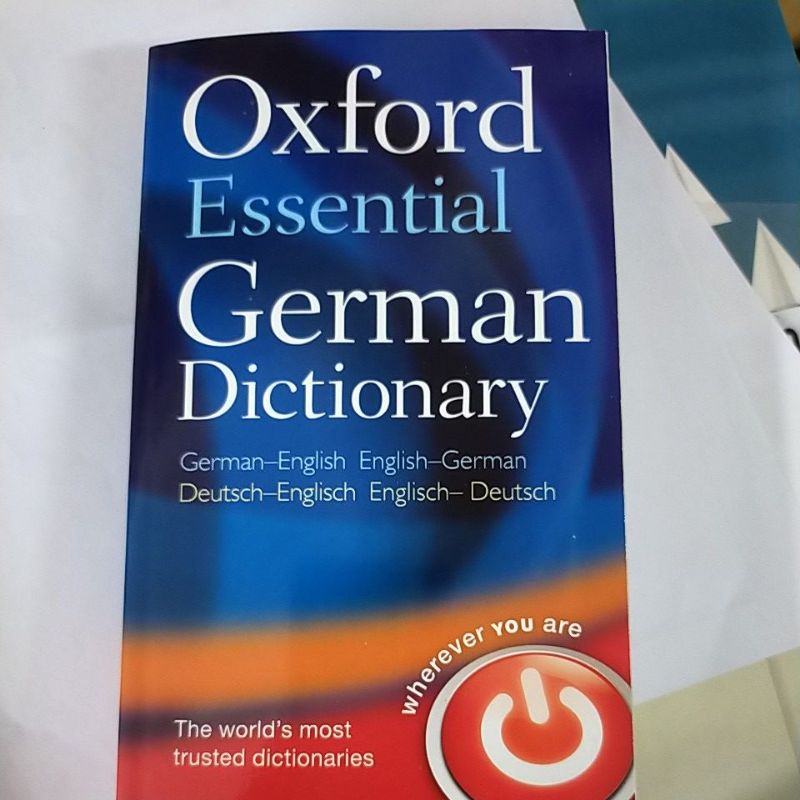 Oxford
Essential
German
Dictionary
German–English English–German
Deutsch–Englisch Englisch– Deutsch
wherever YOU are
The world's most
trusted dictionaries